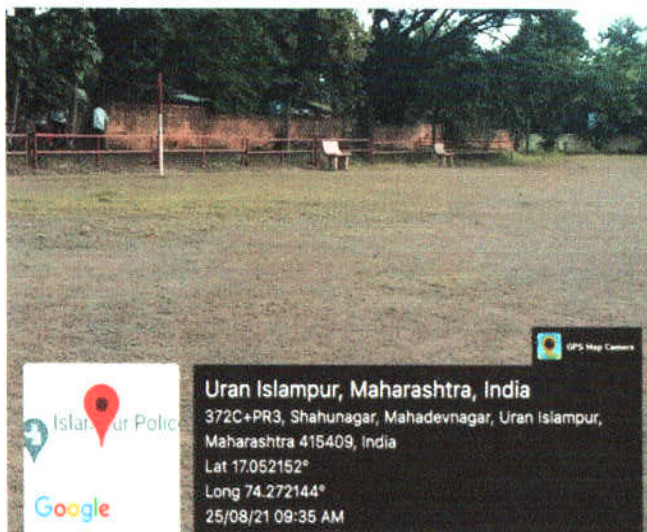 GPS Map Camera
Uran Islampur, Maharashtra, India
372C+PR3, Shahunagar, Mahadevnagar, Uran Islampur,
Maharashtra 415409, India
Lat 17.052152°
Long 74.272144°
25/08/21 09:35 AM
Police
Google